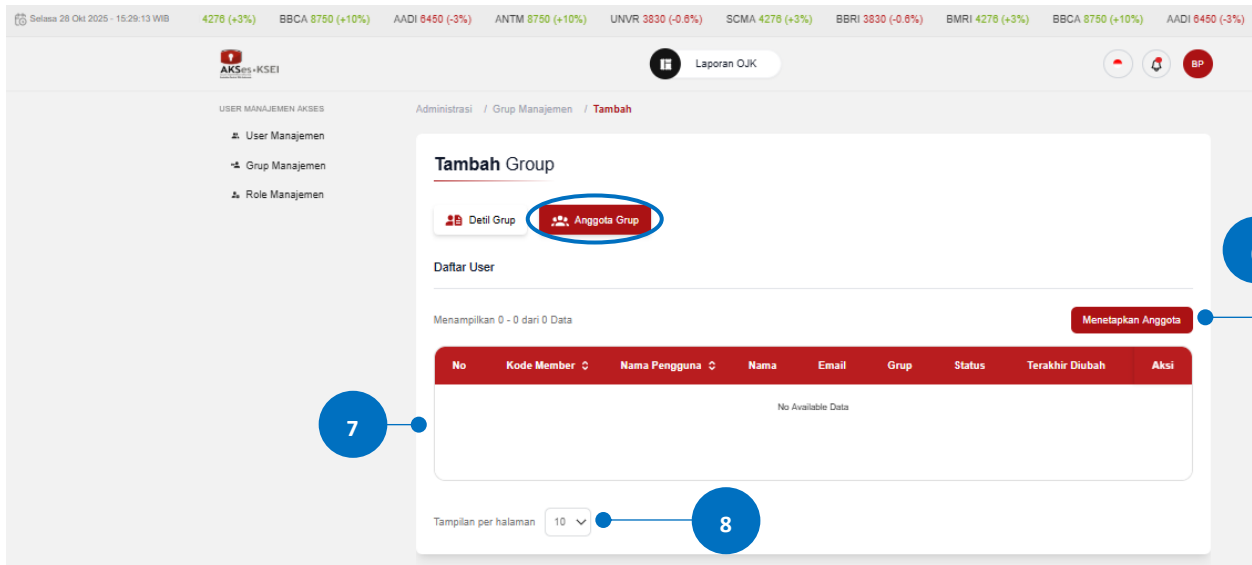 Selasa 28 Okt 2025 - 15:29:13 WIB 4276 (+3%) BBCA 8750 (+10%) AADI 6450 (-3%) ANTM 8750 (+10%) UNVR 3830 (-0.6%) SCMA 4276 (+3%) BBRI 3830 (-0.6%) BMRI 4276 (+3%) BBCA 8750 (+10%) AADI 6450 (-3%)
AKSes-KSEI
Laporan OJK
BP
USER MANAJEMEN AKSES
Administrasi / Grup Manajemen / Tambah
User Manajemen
Grup Manajemen
Role Manajemen
Tambah Group
Detil Grup Anggota Grup
Daftar User
Menampilkan 0 - 0 dari 0 Data
Menetapkan Anggota
No Kode Member Nama Pengguna Nama Email Grup Status Terakhir Diubah Aksi
No Available Data
7
Tampilan per halaman 10
8